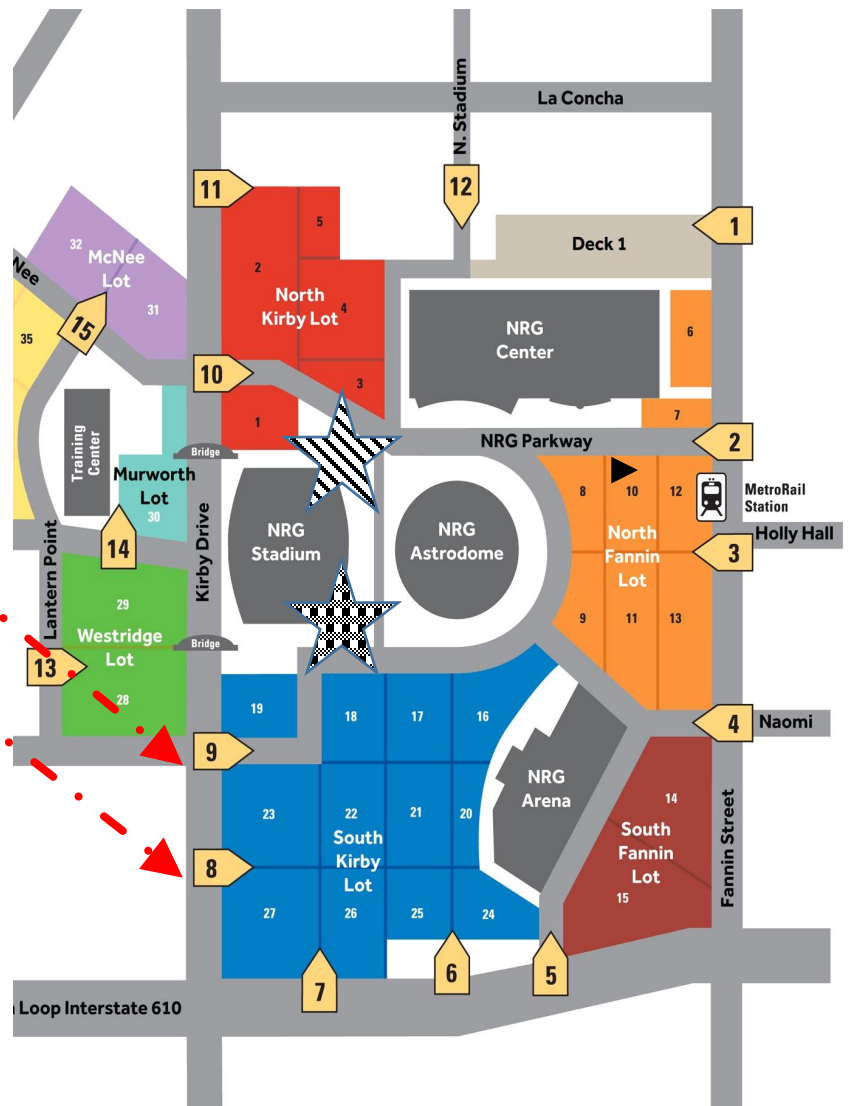 La Concha
N. Stadium
11
12
1
Deck 1
5
32
McNee
Lot
2
31
North
Kirby Lot
4
Nee
15
35
NRG
Center
6
10
3
7
1
NRG Parkway
2
Bridge
Training
Center
Murworth
Lot
30
8
10
12
MetroRail
Station
Kirby Drive
NRG
Stadium
NRG
Astrodome
North
Fannin
Lot
Holly Hall
3
14
Lantern Point
29
Westridge
Lot
28
13
Bridge
9
11
13
19
18
17
16
4
Naomi
9
NRG
Arena
14
South
Fannin
Lot
15
Fannin Street
23
22
21
20
South
Kirby
Lot
8
27
26
25
24
7
6
5
Loop Interstate 610